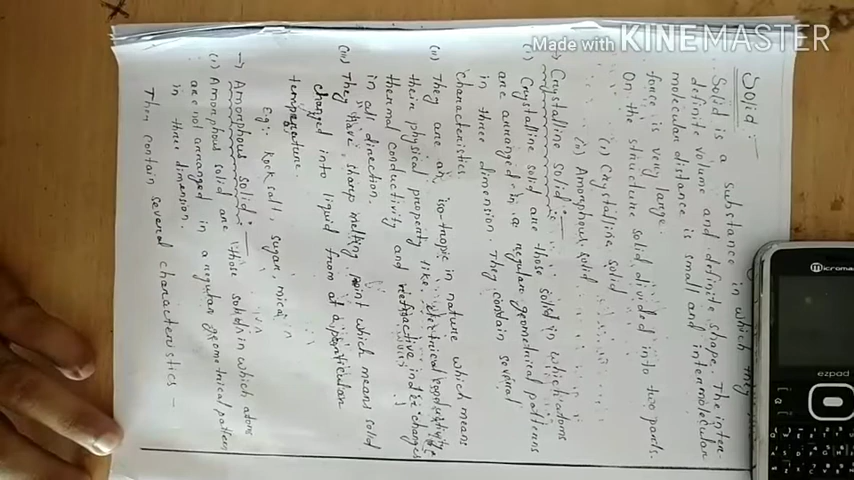 Made with KINEMASTER
Solid :-
Solid is a substance in which they
definite volume and definite shape. The inter-
molecular distance is small and intermolecular
force is very large.
On the structure solid divided into two parts.
(i) Crystalline solid
(ii) Amorphous solid
→ Crystalline solid :-
(i) Crystalline solid are those solid in which atoms
are arranged in a regular geometrical patterns
in three dimension. They contain several
characteristics.
(ii) They are an iso-tropic in nature which means
their physical property like electrical conductivity
thermal conductivity and refractive index changes
in all direction.
(iii) They have sharp melting point which means solid
changed into liquid from at a particular
temperature.
eg:- Rock salt, sugar, mica
→ Amorphous solid :-
(i) Amorphous solid are those solid in which atoms
are not arranged in a regular geometrical pattern
in three dimension.
They contain several characteristics -
micromax
ezpad